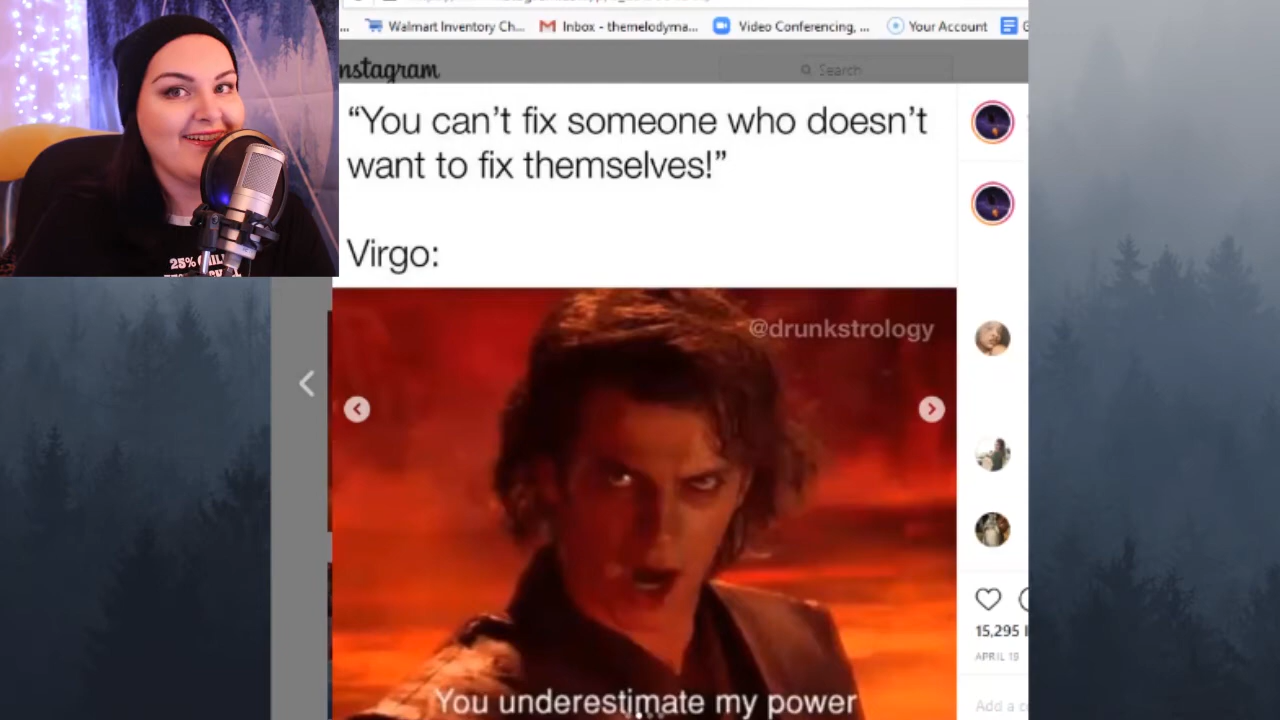 Walmart Inventory Ch...
Inbox - themelodyma...
Video Conferencing, ...
Your Account
nstagram
Search
“You can’t fix someone who doesn’t
want to fix themselves!”
Virgo:
@drunkstrology
You underestimate my power
25%
15,295
APRIL 19
Add a c